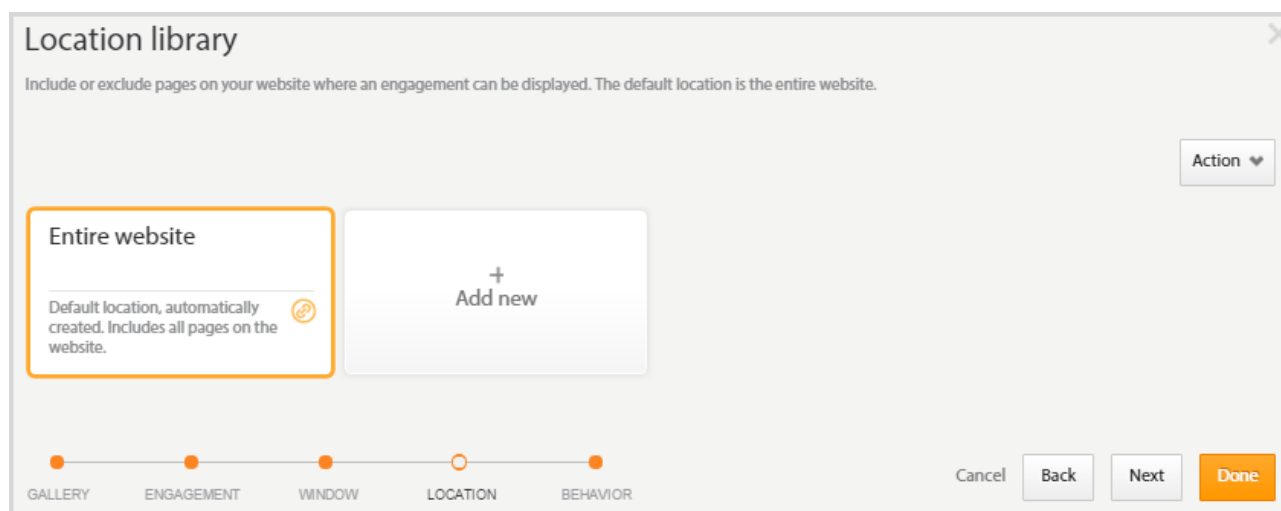 Location library
Include or exclude pages on your website where an engagement can be displayed. The default location is the entire website.
Action
Entire website
Default location, automatically
created. Includes all pages on the
website.
+
Add new
GALLERY
ENGAGEMENT
WINDOW
LOCATION
BEHAVIOR
Cancel
Back
Next
Done